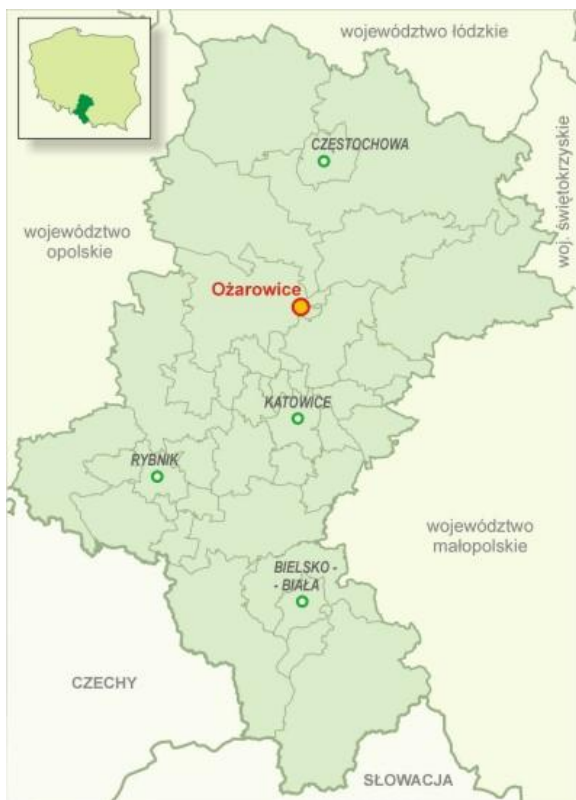 województwo łódzkie
CZĘSTOCHOWA
woj. świętokrzyskie
województwo
opolskie
Ożarowice
KATOWICE
RYBNIK
województwo
małopolskie
BIELSKO -
- BIAŁA
CZECHY
SŁOWACJA